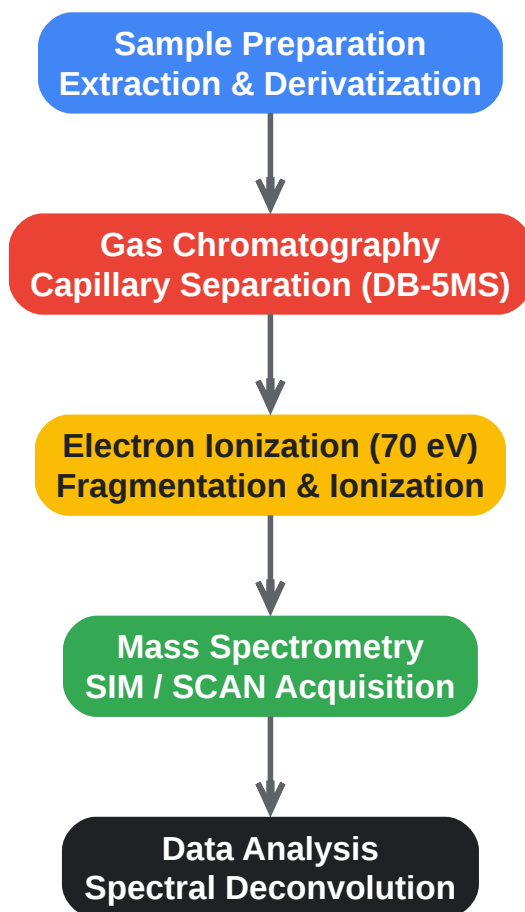 Sample Preparation
Extraction & Derivatization
Gas Chromatography
Capillary Separation (DB-5MS)
Electron Ionization (70 eV)
Fragmentation & Ionization
Mass Spectrometry
SIM / SCAN Acquisition
Data Analysis
Spectral Deconvolution